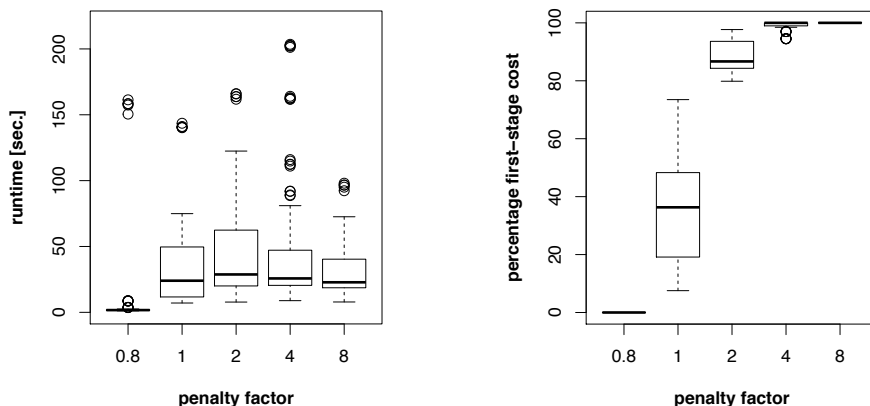 runtime [sec.]
200
150
100
50
0
0.8 1 2 4 8
penalty factor
percentage first−stage cost
100
80
60
40
20
0
0.8 1 2 4 8
penalty factor